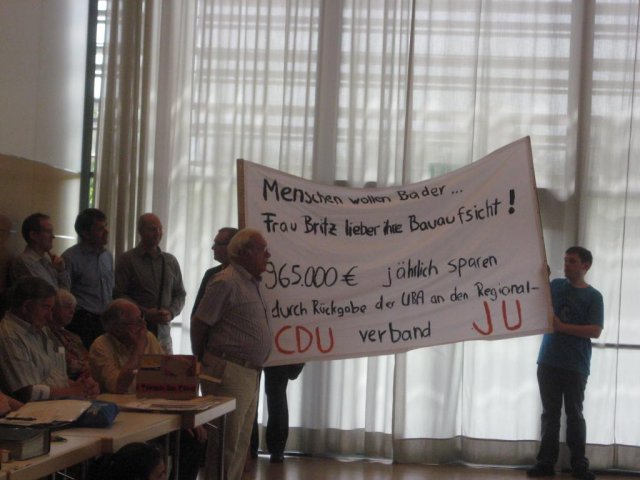 Menschen wollen Bäder...
Frau Britz lieber ihre Bauaufsicht!
965.000 € jährlich sparen
durch Rückgabe der UBA an den Regional-
CDU verband JU